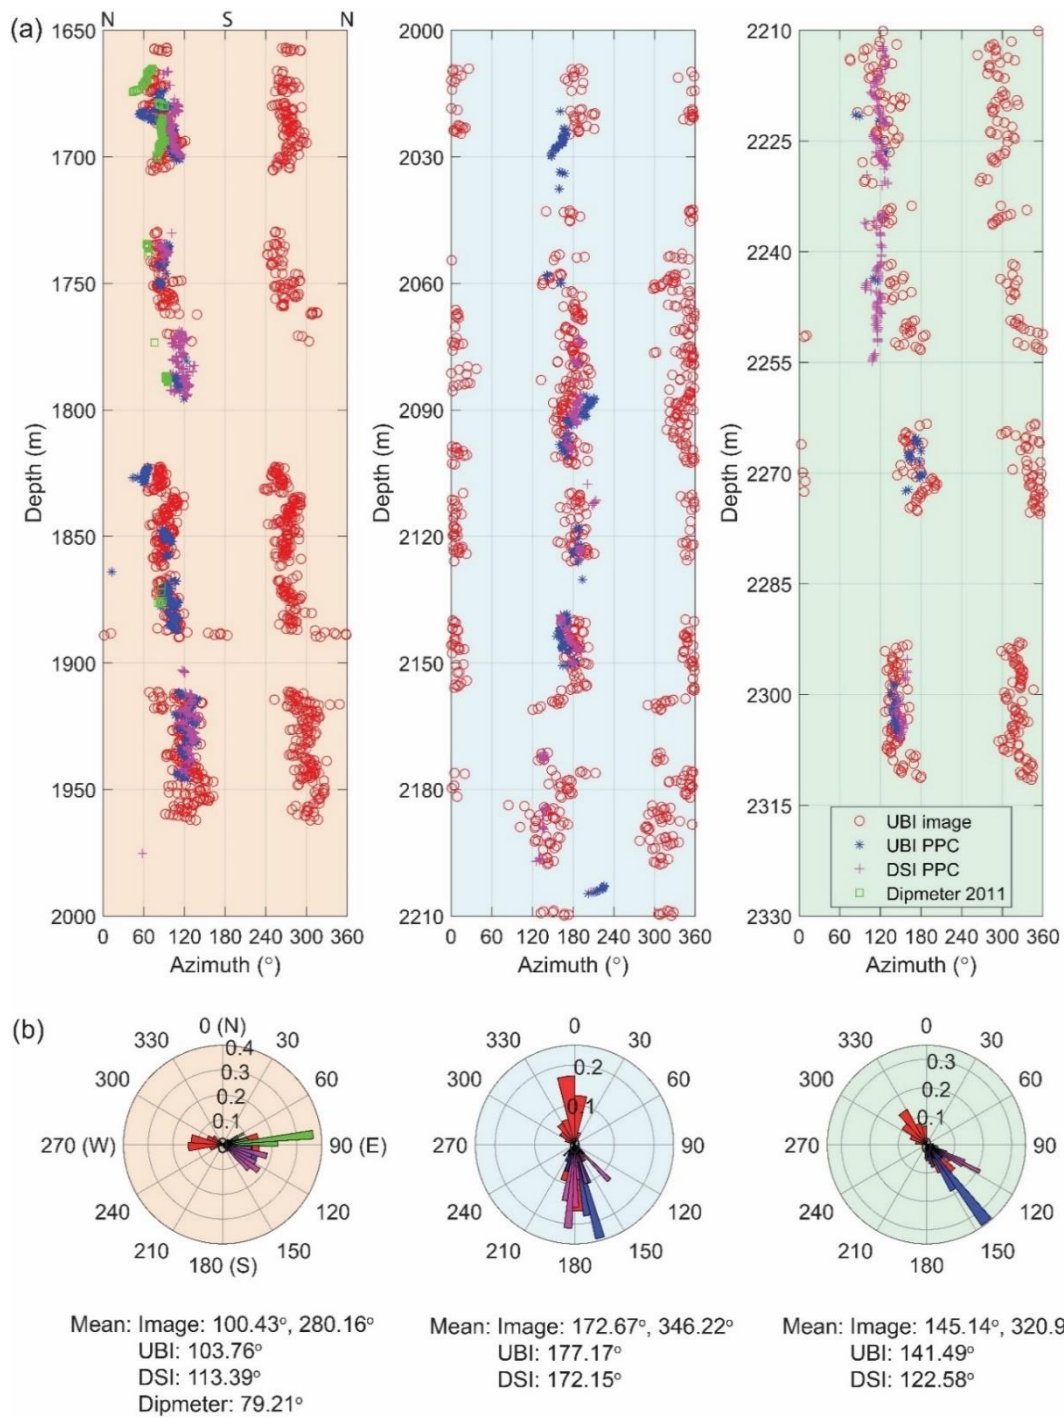 (a)
N S N
1650
1700
1750
1800
1850
1900
1950
2000
Depth (m)
0 60 120 180 240 300 360
Azimuth (°)
2000
2030
2060
2090
2120
2150
2180
2210
Depth (m)
0 60 120 180 240 300 360
Azimuth (°)
2210
2225
2240
2255
2270
2285
2300
2315
2330
Depth (m)
UBI image
UBI PPC
DSI PPC
Dipmeter 2011
0 60 120 180 240 300 360
Azimuth (°)
(b)
0 (N)
30
60
90 (E)
120
150
180 (S)
210
240
270 (W)
300
330
0.4
0.3
0.2
0.1
0
0
30
60
90
120
150
180
210
240
270
300
330
0.2
0.1
0
30
60
90
120
150
180
210
240
270
300
330
0.3
0.2
0.1
Mean: Image: 100.43°, 280.16°
UBI: 103.76°
DSI: 113.39°
Dipmeter: 79.21°
Mean: Image: 172.67°, 346.22°
UBI: 177.17°
DSI: 172.15°
Mean: Image: 145.14°, 320.9
UBI: 141.49°
DSI: 122.58°